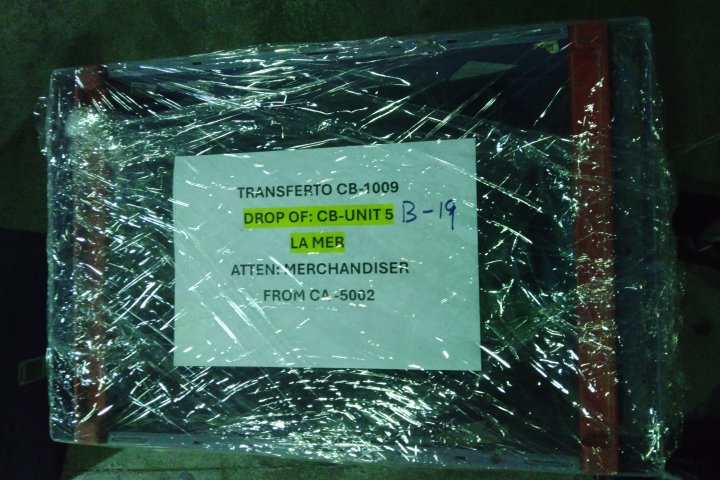 TRANSFERTO CB-1009
DROP OF: CB-UNIT 5 B-19
LA MER
ATTEN: MERCHANDISER
FROM CA -5002